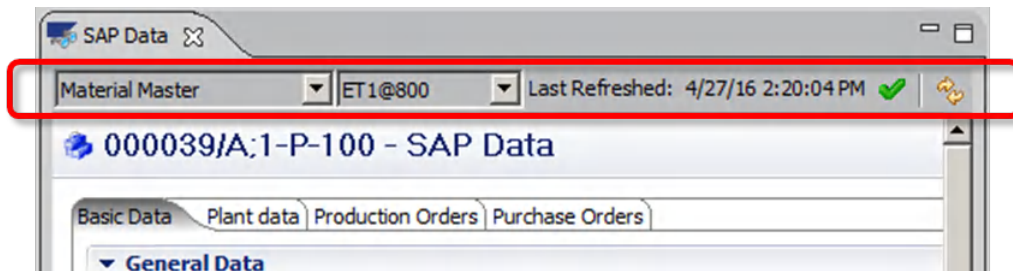 SAP Data
Material Master ET1@800 Last Refreshed: 4/27/16 2:20:04 PM
000039/A;1-P-100 - SAP Data
Basic Data Plant data Production Orders Purchase Orders
General Data